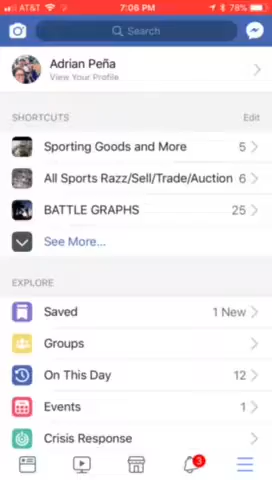 AT&T 7:06 PM 78%
Search
Adrian Peña
View Your Profile
SHORTCUTS Edit
Sporting Goods and More 5
All Sports Razz/Sell/Trade/Auction 6
BATTLE GRAPHS 25
See More...
EXPLORE
Saved 1 New
Groups
On This Day 12
Events 1
Crisis Response
3